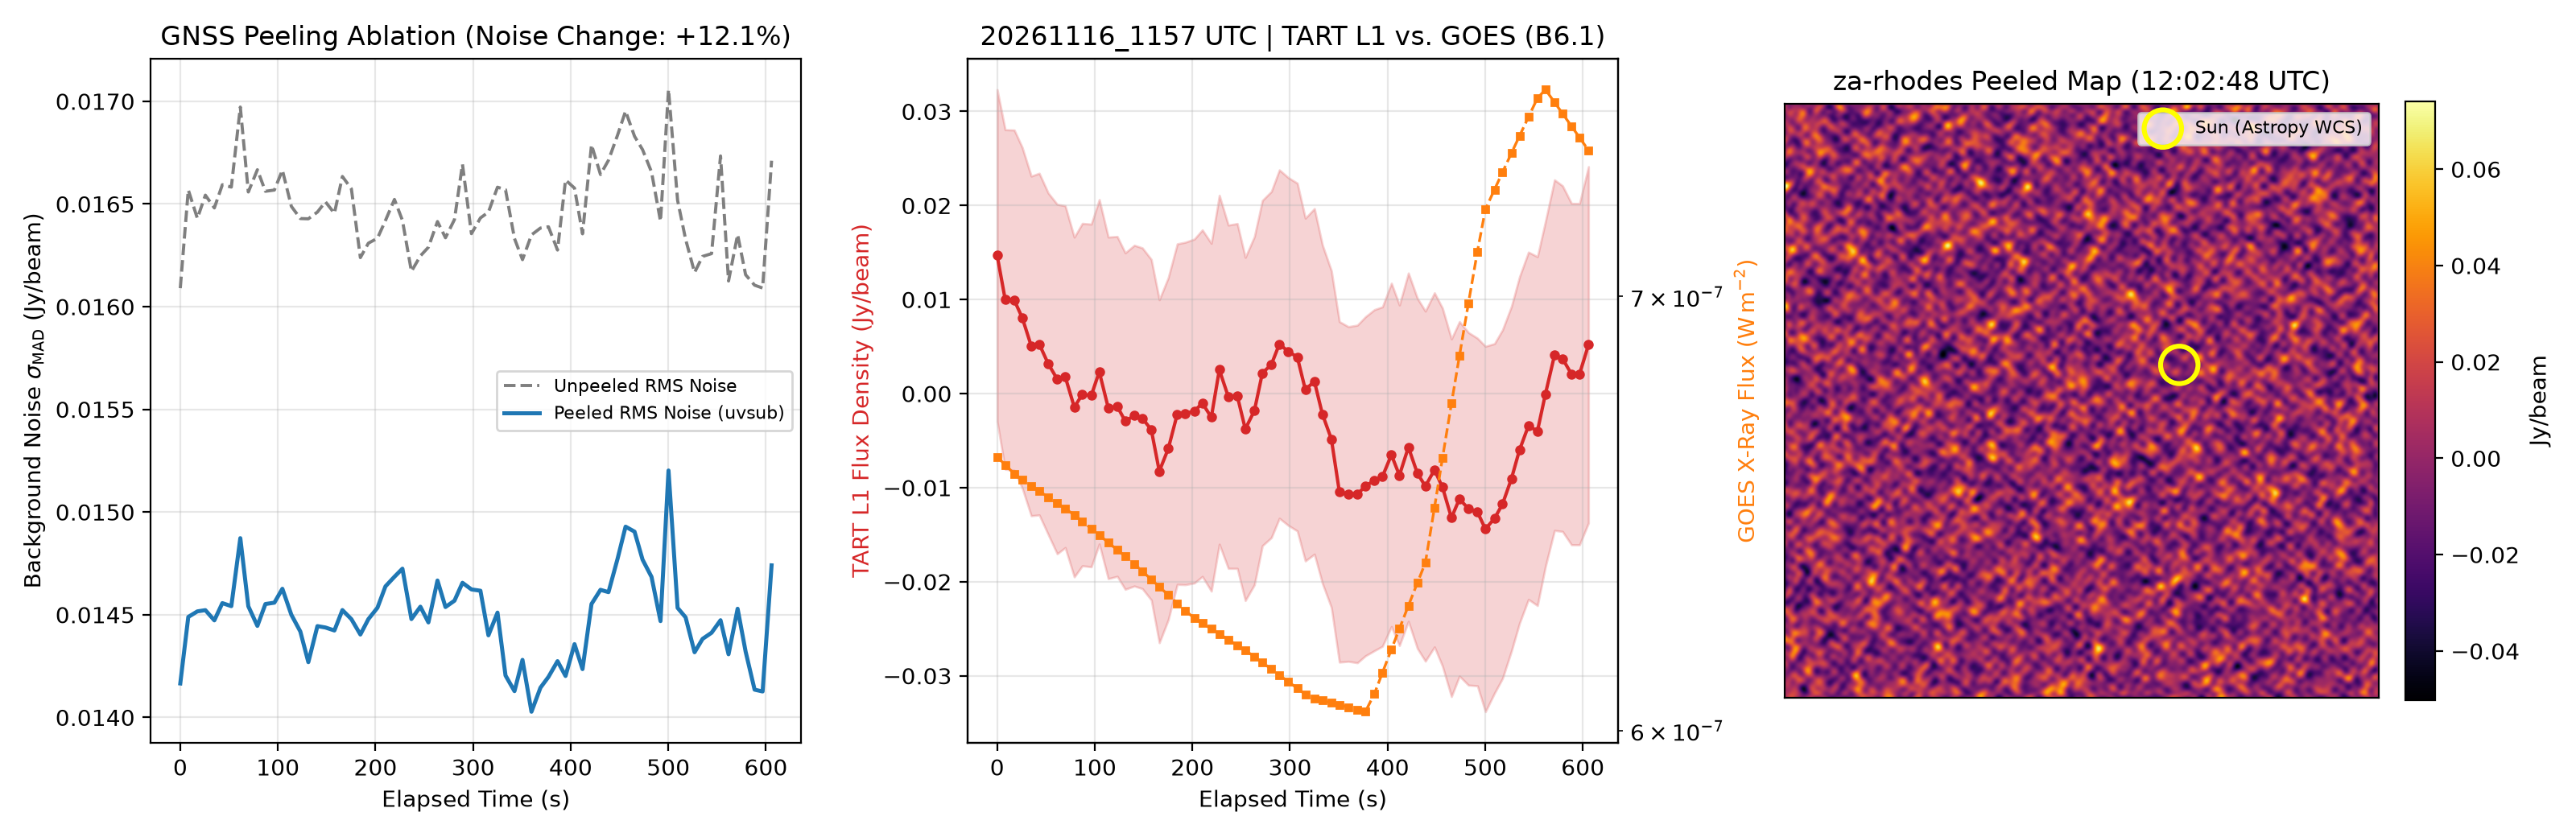 GNSS Peeling Ablation (Noise Change: +12.1%)
Background Noise σ_MAD (Jy/beam)
0.0170
0.0165
0.0160
0.0155
0.0150
0.0145
0.0140
Unpeeled RMS Noise
Peeled RMS Noise (uvsub)
0 100 200 300 400 500 600
Elapsed Time (s)
20261116_1157 UTC | TART L1 vs. GOES (B6.1)
TART L1 Flux Density (Jy/beam)
0.03
0.02
0.01
0.00
−0.01
−0.02
−0.03
0 100 200 300 400 500 600
Elapsed Time (s)
7 × 10⁻⁷
6 × 10⁻⁷
GOES X-Ray Flux (W m⁻²)
za-rhodes Peeled Map (12:02:48 UTC)
Sun (Astropy WCS)
0.06
0.04
0.02
0.00
−0.02
−0.04
Jy/beam